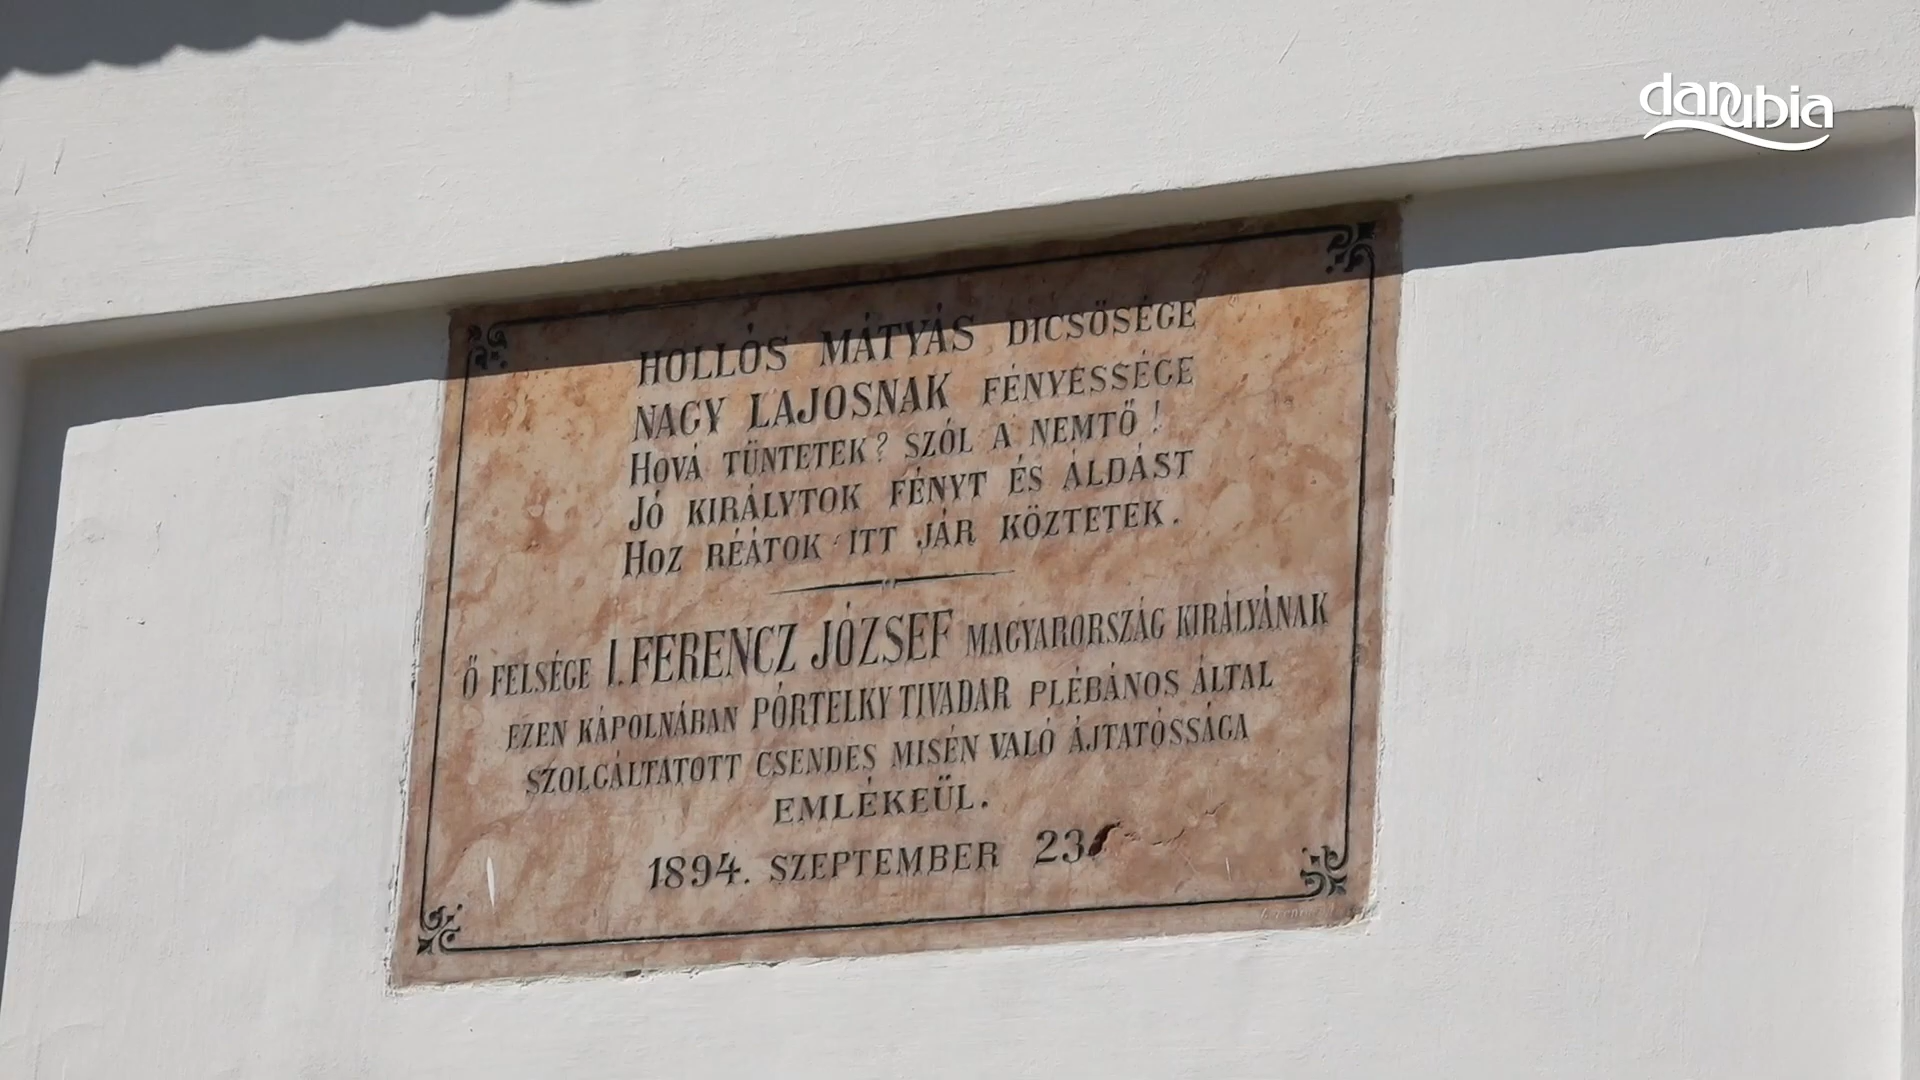 danubia
HOLLÓS MÁTYÁS DICSŐSÉGE
NAGY LAJOSNAK FÉNYESSÉGE
HOVÁ TÜNTETEK? SZÓL A NEMTŐ!
JÓ KIRÁLYTOK FÉNYT ÉS ÁLDÁST
HOZ RÉÁTOK ITT JÁR KÖZTETEK.
Ő FELSÉGE I. FERENCZ JÓZSEF MAGYARORSZÁG KIRÁLYÁNAK
EZEN KÁPOLNÁBAN PÓRTELKY TIVADAR PLÉBÁNOS ÁLTAL
SZOLGÁLTATOTT CSENDES MISÉN VALÓ ÁJTATÓSSÁGA
EMLÉKEÜL.
1894. SZEPTEMBER 23